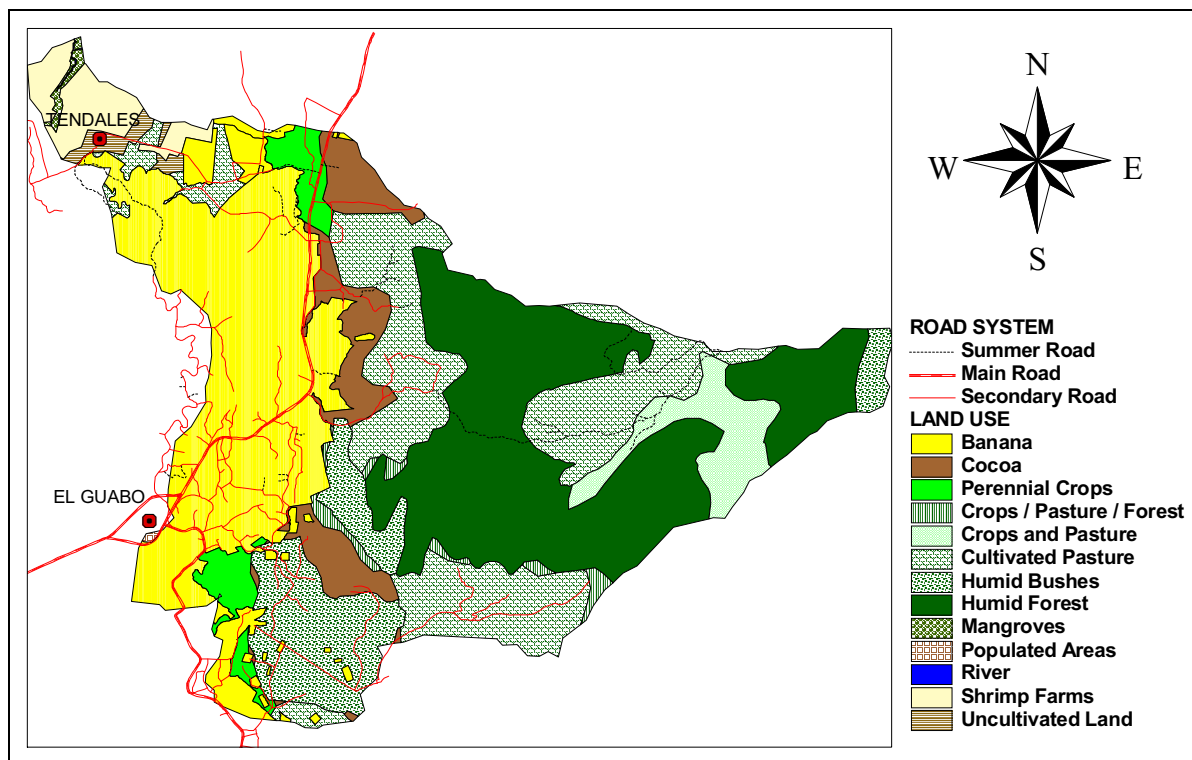 TENDALES
EL GUABO
N
W
E
S
ROAD SYSTEM
Summer Road
Main Road
Secondary Road
LAND USE
Banana
Cocoa
Perennial Crops
Crops / Pasture / Forest
Crops and Pasture
Cultivated Pasture
Humid Bushes
Humid Forest
Mangroves
Populated Areas
River
Shrimp Farms
Uncultivated Land